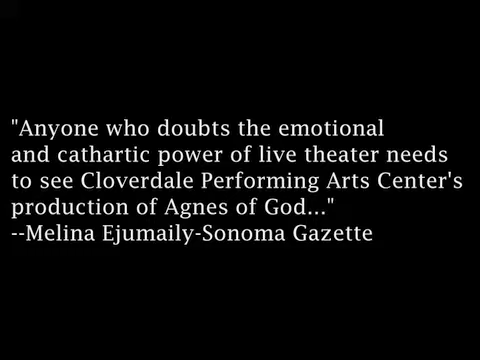 "Anyone who doubts the emotional
and cathartic power of live theater needs
to see Cloverdale Performing Arts Center's
production of Agnes of God..."
--Melina Ejumaily-Sonoma Gazette